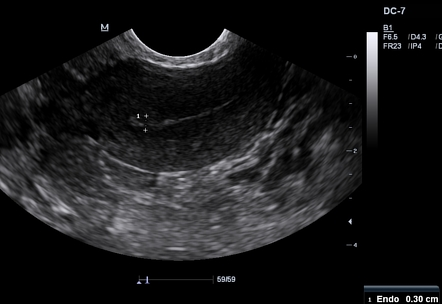 DC-7
M
B1
F6.5 /D4.3 /G
FR23 /IP4 /D
0
1
2
4
59/59
1 Endo 0.30 cm